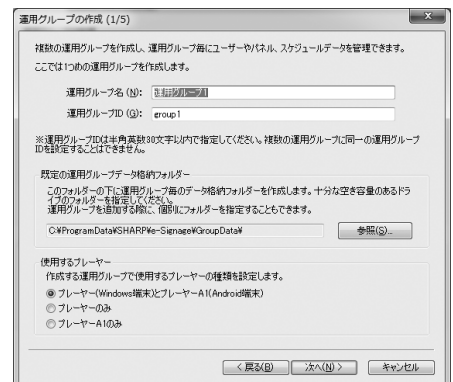 運用グループの作成 (1/5)
複数の運用グループを作成し、運用グループ毎にユーザーやパネル、スケジュールデータを管理できます。
ここでは1つめの運用グループを作成します。
運用グループ名 (N): 運用グループ1
運用グループID (G): group1
※運用グループIDは半角英数30文字以内で指定してください。複数の運用グループに同一の運用グループ
IDを設定することはできません。
既定の運用グループデータ格納フォルダー
このフォルダーの下に運用グループ毎のデータ格納フォルダーを作成します。十分な空き容量のあるドラ
イブのフォルダーを指定してください。
運用グループを追加する際に、個別にフォルダーを指定することもできます。
C:¥ProgramData¥SHARP¥e-Signage¥GroupData¥ 参照(S)...
使用するプレーヤー
作成する運用グループで使用するプレーヤーの種類を設定します。
プレーヤー(Windows端末)とプレーヤーA1(Android端末)
プレーヤーのみ
プレーヤーA1のみ
< 戻る(B) 次へ(N) > キャンセル